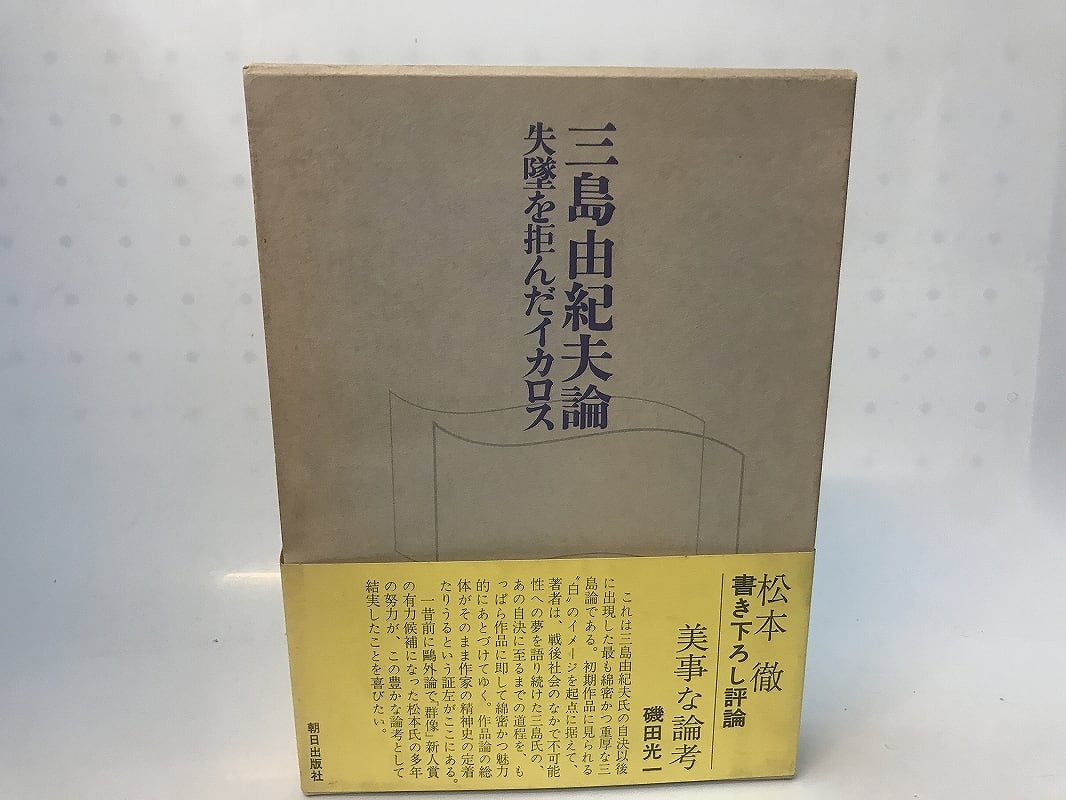 三島由紀夫論
失墜を拒んだイカロス
松本 徹
書き下ろし評論
美事な論考
磯田光一
これは三島由紀夫氏の自決以後
に出現した最も綿密かつ重厚な三
島論である。初期作品に見られる
〝白〟のイメージを起点に据えて、
著者は、戦後社会のなかで不可能
性への夢を語り続けた三島氏の、
あの自決に至るまでの道程を、も
っぱら作品に即して綿密かつ魅力
的にあとづけてゆく。作品論の総
体がそのまま作家の精神史の定着
たりうるという証左がここにある。
一昔前に鷗外論で「群像」新人賞
の有力候補になった松本氏の多年
の努力が、この豊かな論考として
結実したことを喜びたい。
朝日出版社